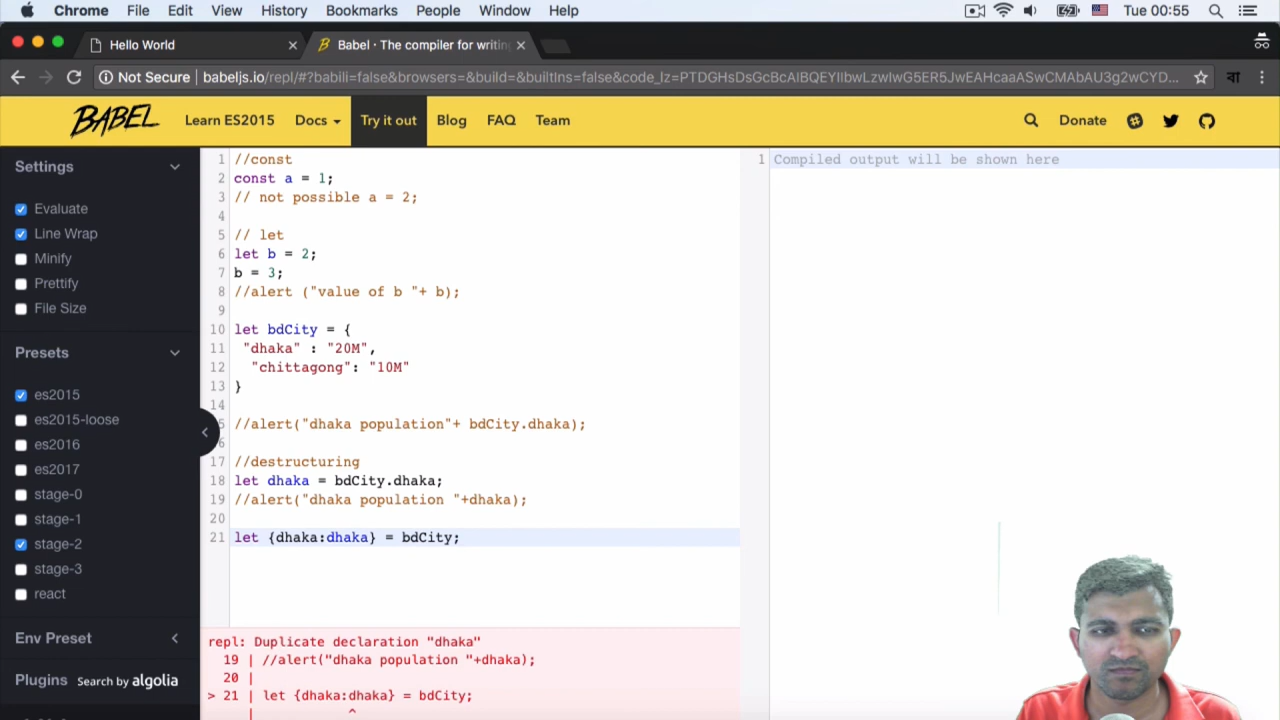 Chrome File Edit View History Bookmarks People Window Help Tue 00:55
Hello World Babel · The compiler for writin
Not Secure babeljs.io/repl/#?babili=false&browsers=&build=&builtIns=false&code_lz=PTDGHsDsGcBcAIBQEYIIbwLzwIwG5ER5JwEAHcaaASwCMAbAU3g2wCYD... বা
BABEL Learn ES2015 Docs Try it out Blog FAQ Team Donate
Settings
Evaluate
Line Wrap
Minify
Prettify
File Size
Presets
es2015
es2015-loose
es2016
es2017
stage-0
stage-1
stage-2
stage-3
react
Env Preset
Plugins Search by algolia
1 //const
2 const a = 1;
3 // not possible a = 2;
4
5 // let
6 let b = 2;
7 b = 3;
8 //alert ("value of b "+ b);
9
10 let bdCity = {
11 "dhaka" : "20M",
12 "chittagong": "10M"
13 }
14
5 //alert("dhaka population"+ bdCity.dhaka);
6
17 //destructuring
18 let dhaka = bdCity.dhaka;
19 //alert("dhaka population "+dhaka);
20
21 let {dhaka:dhaka} = bdCity;
repl: Duplicate declaration "dhaka"
19 | //alert("dhaka population "+dhaka);
20 |
> 21 | let {dhaka:dhaka} = bdCity;
| ^
1 Compiled output will be shown here